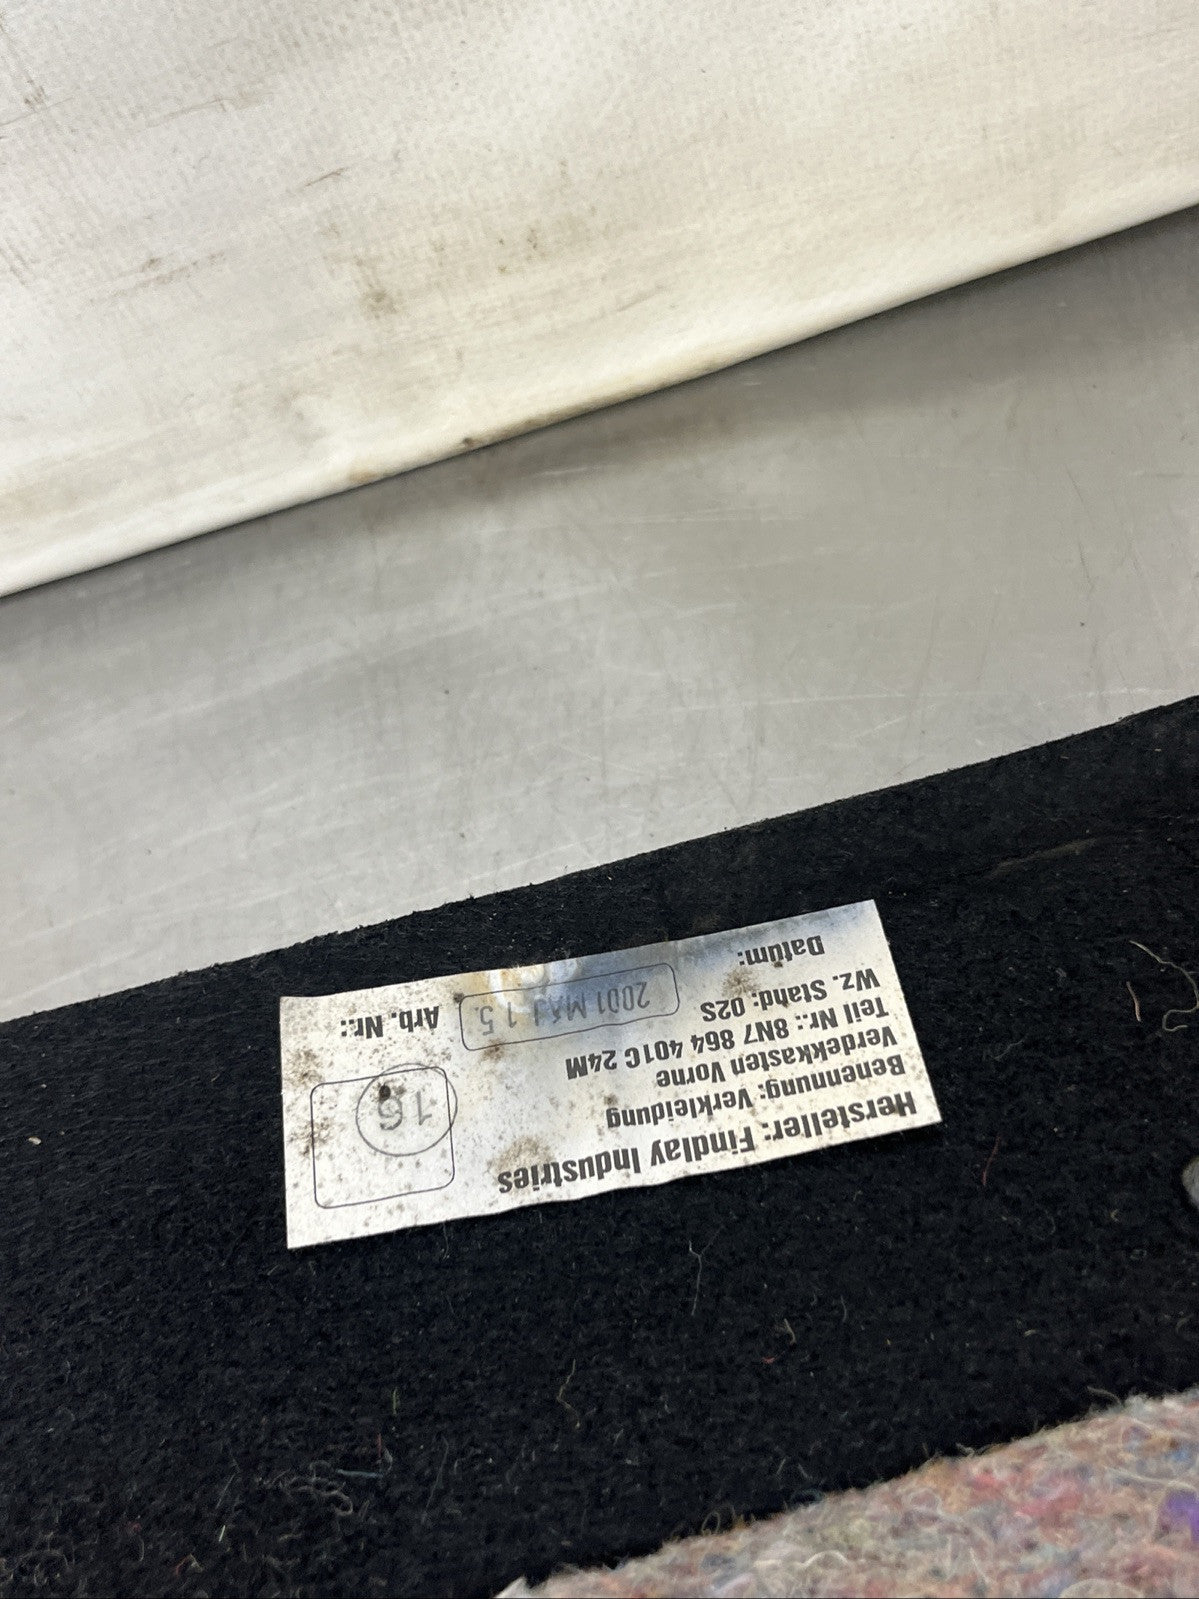 Hersteller: Findlay Industries
Benennung: Verkleidung
Verdekkasten Vorne
Teil Nr.: 8N7 864 401C 24M
Wz. Stand: 02S
Datum: 2001 MAJ 15. Arb. Nr.:
16